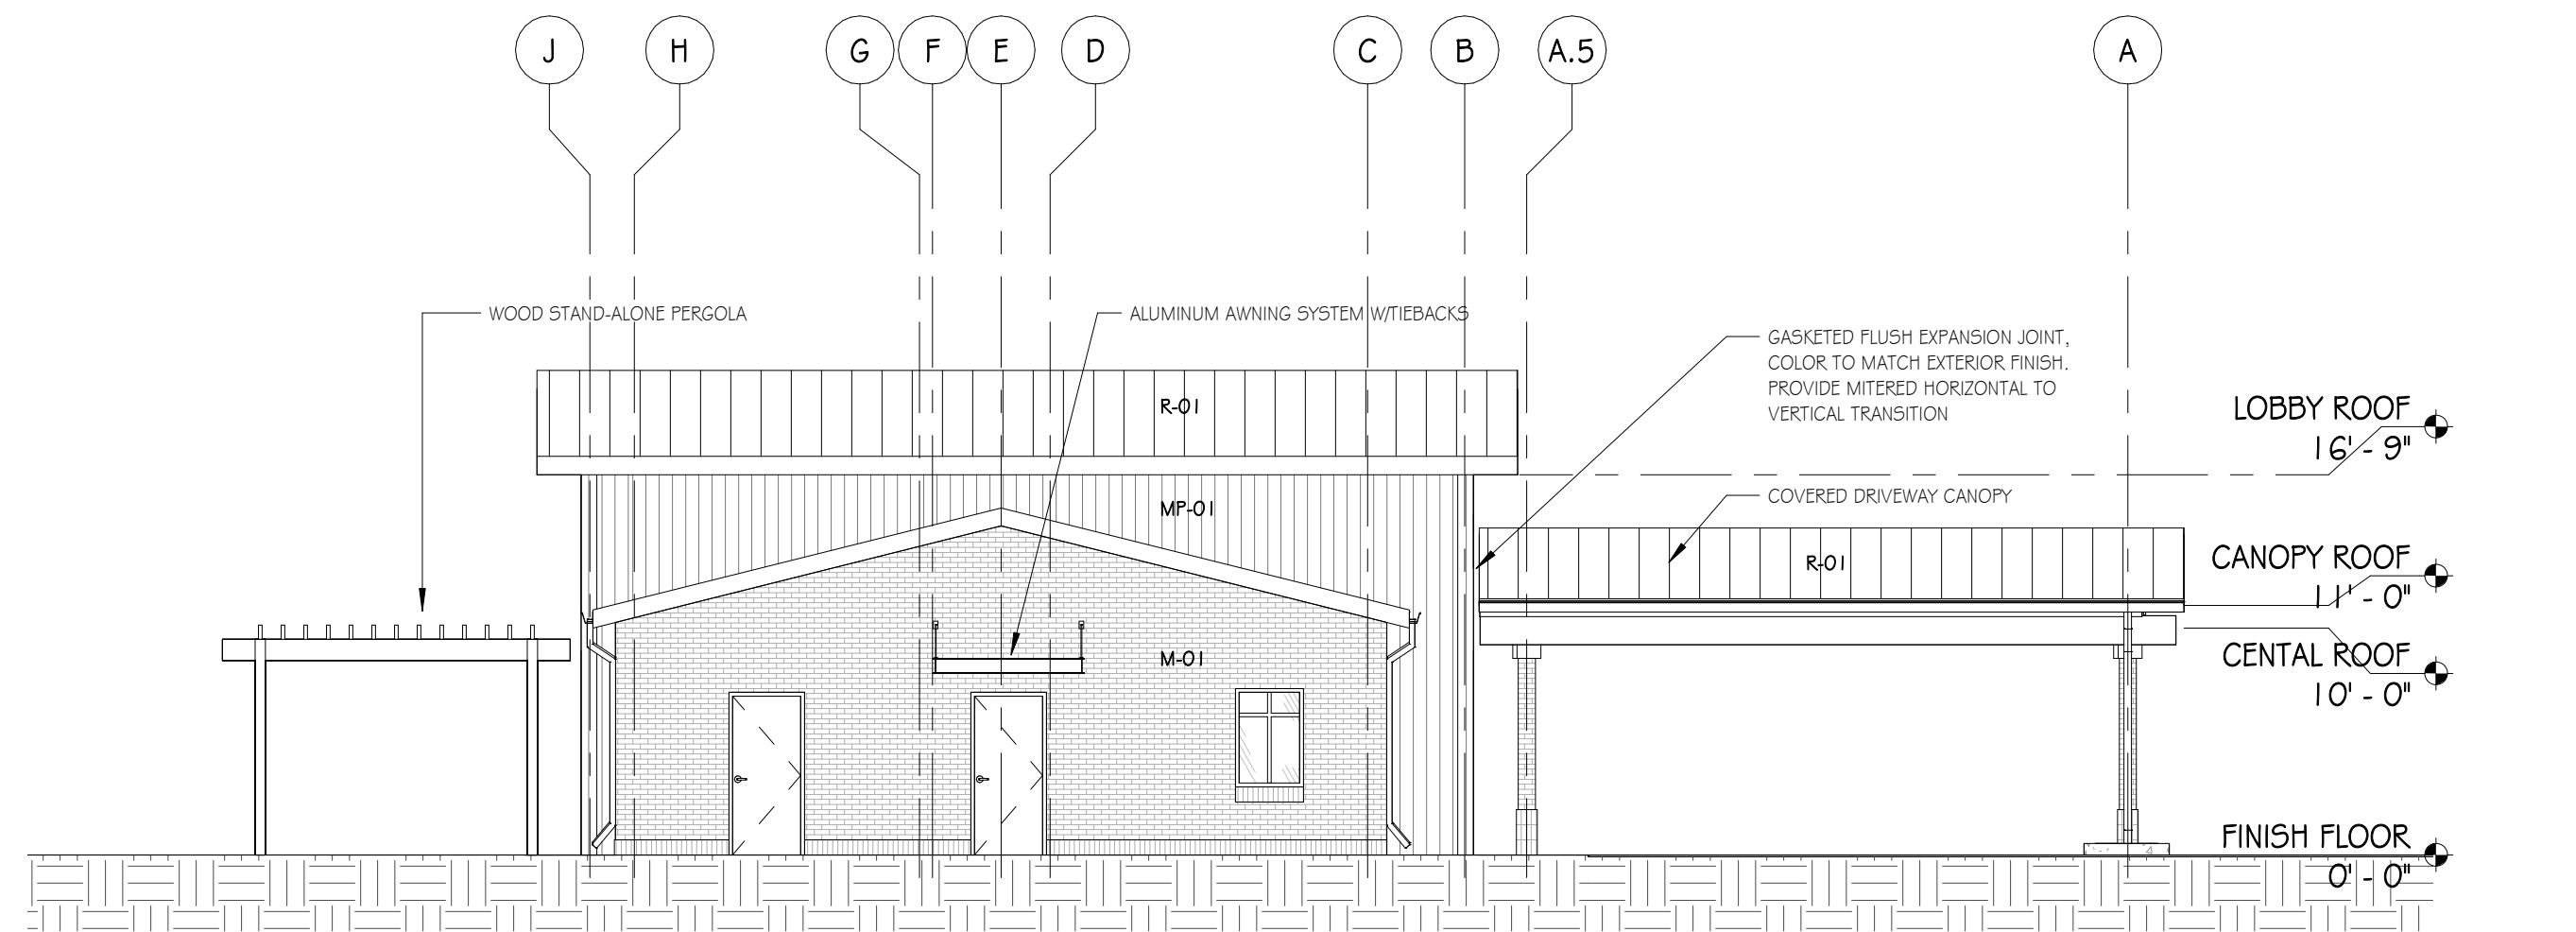 J H G F E D C B A.5 A
WOOD STAND-ALONE PERGOLA
ALUMINUM AWNING SYSTEM W/TIEBACKS
GASKETED FLUSH EXPANSION JOINT,
COLOR TO MATCH EXTERIOR FINISH.
PROVIDE MITERED HORIZONTAL TO
VERTICAL TRANSITION
R-01
LOBBY ROOF
16' - 9"
COVERED DRIVEWAY CANOPY
MP-01
CANOPY ROOF
11' - 0"
R-01
M-01
CENTAL ROOF
10' - 0"
FINISH FLOOR
0' - 0"